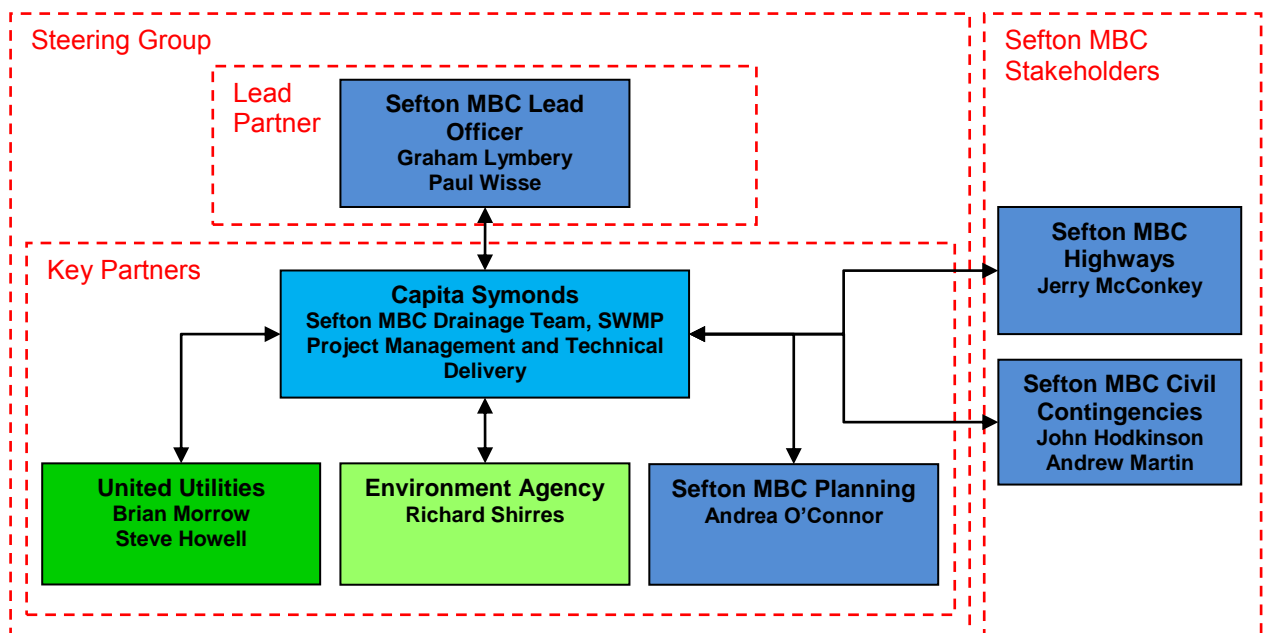 Steering Group
Lead
Partner
Sefton MBC Lead
Officer
Graham Lymbery
Paul Wisse
Sefton MBC
Stakeholders
Key Partners
Capita Symonds
Sefton MBC Drainage Team, SWMP
Project Management and Technical
Delivery
Sefton MBC
Highways
Jerry McConkey
Sefton MBC Civil
Contingencies
John Hodkinson
Andrew Martin
United Utilities
Brian Morrow
Steve Howell
Environment Agency
Richard Shirres
Sefton MBC Planning
Andrea O’Connor